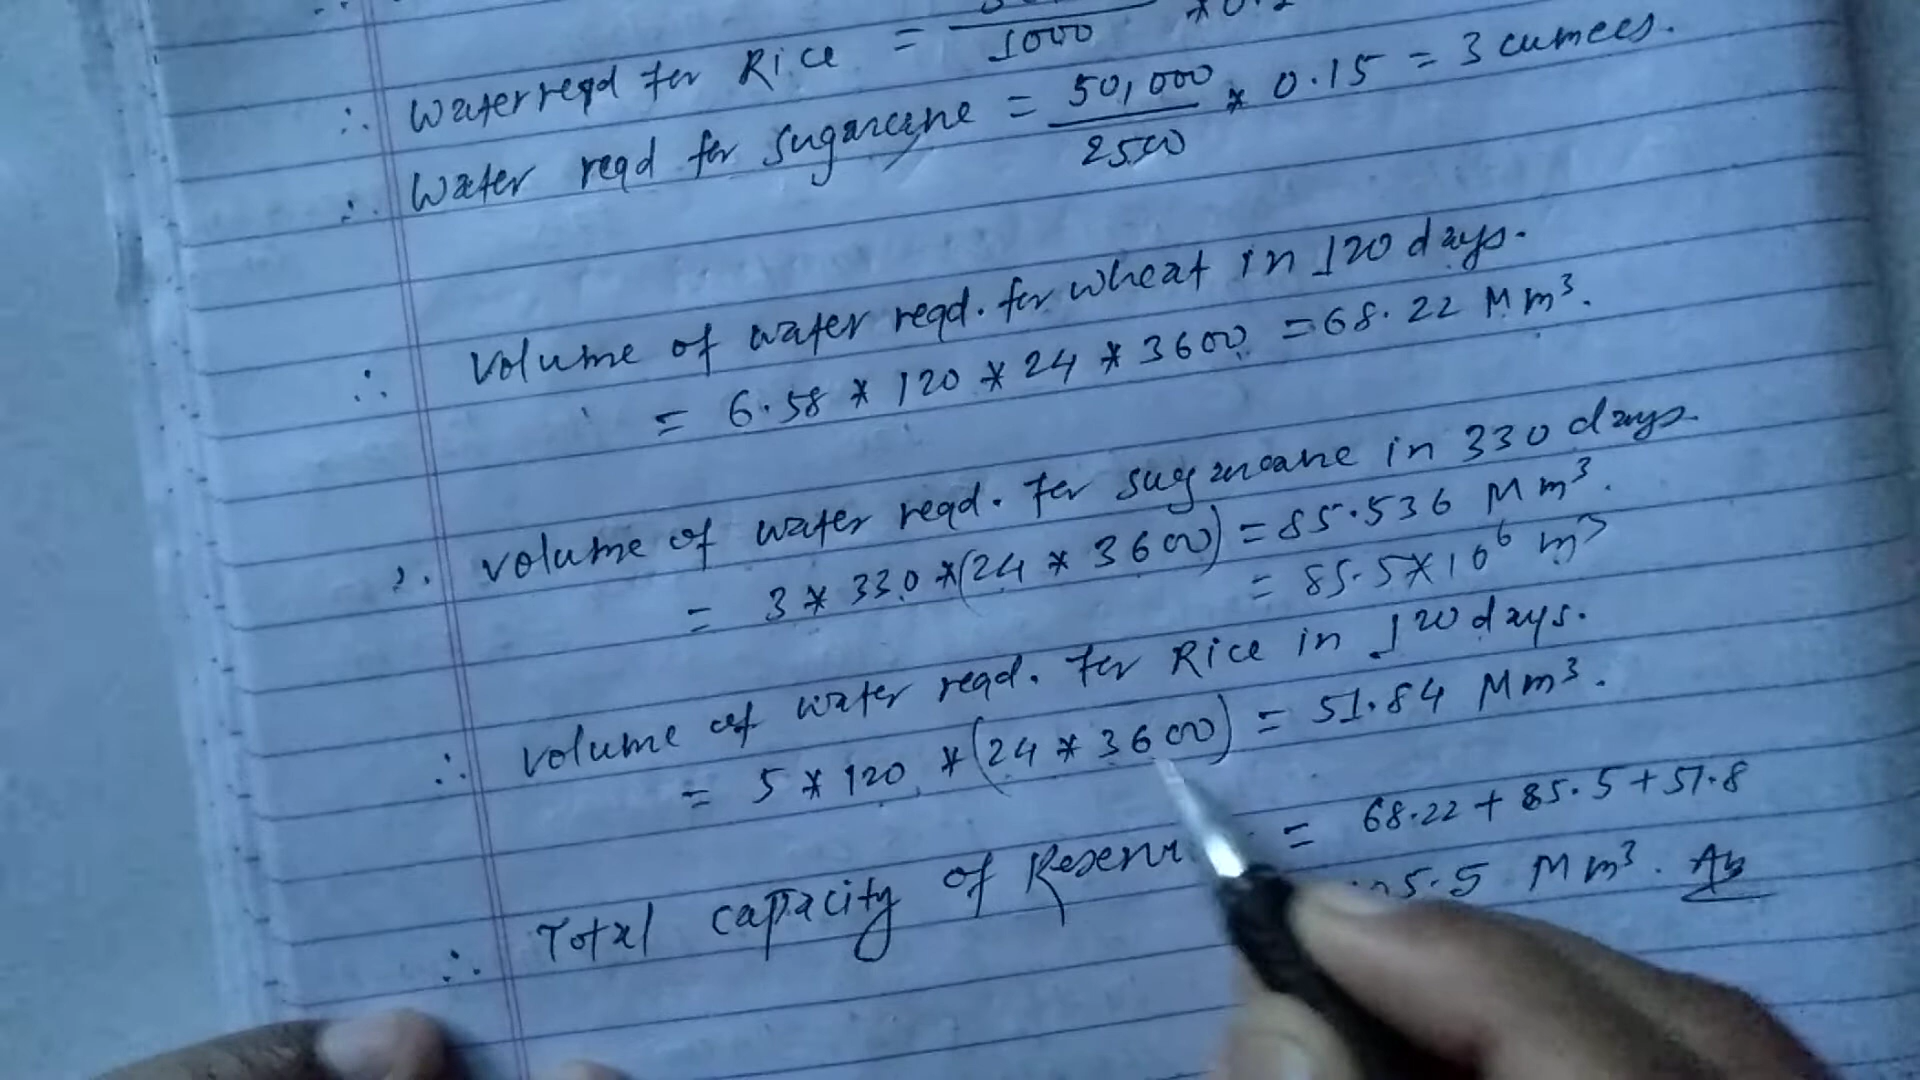 ∴ Water reqd for Rice = /1000 *0.2
∴ Water reqd for sugarcane = 50,000/2500 * 0.15 = 3 cumecs.
∴ Volume of water reqd. for wheat in 120 days.
= 6.58 * 120 * 24 * 3600 = 68.22 Mm³.
∴ Volume of water reqd. for sugarcane in 330 days.
= 3 * 330 *(24 * 3600) = 85.536 Mm³.
= 85.5*10⁶ m³
∴ Volume of water reqd. for Rice in 120 days.
= 5 * 120 *(24 * 3600) = 51.84 Mm³.
∴ Total capacity of = 68.22 + 85.5 + 51.8
5.5 Mm³. Ans